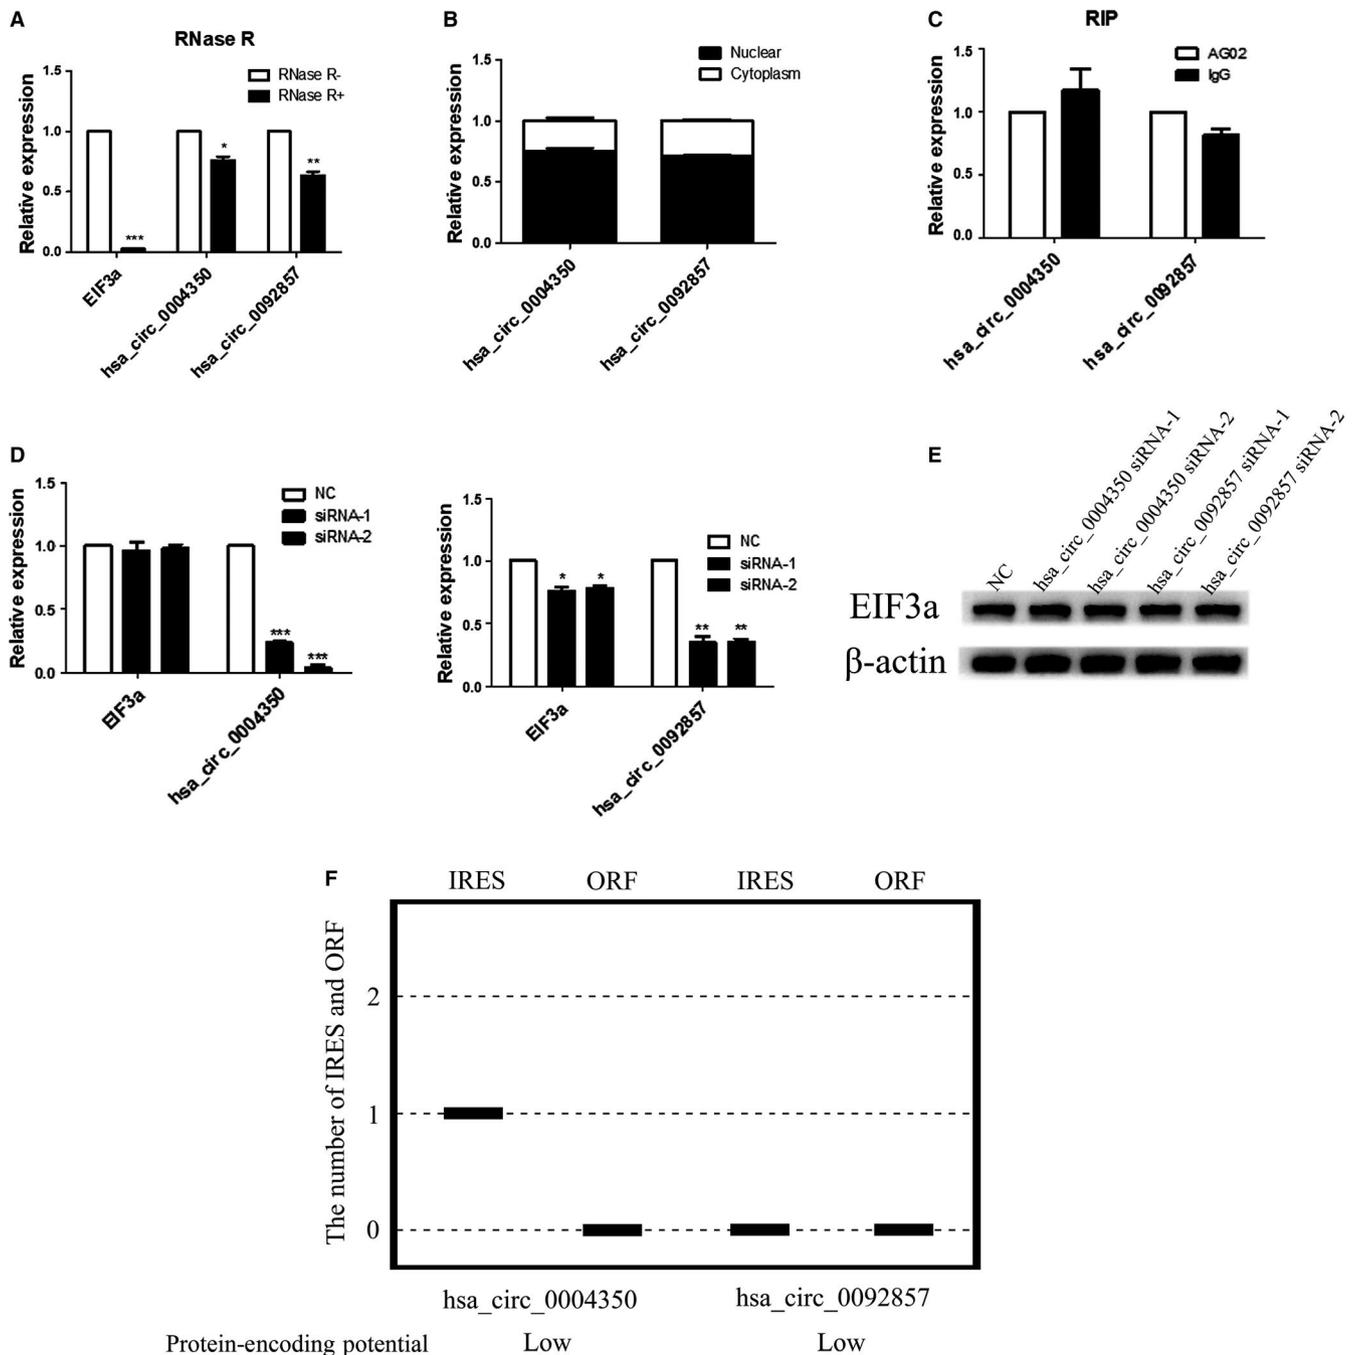 A
RNase R
RNase R-
RNase R+
Relative expression
1.5
1.0
0.5
0.0
*
**
***
EIF3a
hsa_circ_0004350
hsa_circ_0092857
B
Nuclear
Cytoplasm
Relative expression
1.5
1.0
0.5
0.0
hsa_circ_0004350
hsa_circ_0092857
C
RIP
AG02
IgG
Relative expression
1.5
1.0
0.5
0.0
hsa_circ_0004350
hsa_circ_0092857
D
NC
siRNA-1
siRNA-2
Relative expression
1.5
1.0
0.5
0.0
***
***
EIF3a
hsa_circ_0004350
NC
siRNA-1
siRNA-2
Relative expression
1.5
1.0
0.5
0.0
*
*
**
**
EIF3a
hsa_circ_0092857
E
NC
hsa_circ_0004350 siRNA-1
hsa_circ_0004350 siRNA-2
hsa_circ_0092857 siRNA-1
hsa_circ_0092857 siRNA-2
EIF3a
β-actin
F
IRES ORF IRES ORF
The number of IRES and ORF
2
1
0
hsa_circ_0004350 hsa_circ_0092857
Protein-encoding potential Low Low